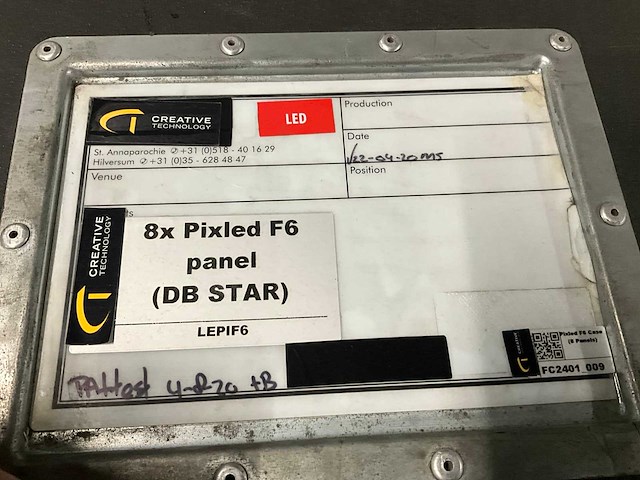 CREATIVE
TECHNOLOGY
LED
Production
St. Annaparochie ✆+31 (0)518 - 40 16 29
Hilversum ✆+31 (0)35 - 628 48 47
Date
Venue
Position
CREATIVE
TECHNOLOGY
8x Pixled F6
panel
(DB STAR)
LEPIF6
Pixled F6 Case
(8 Panels)
FC2401_009